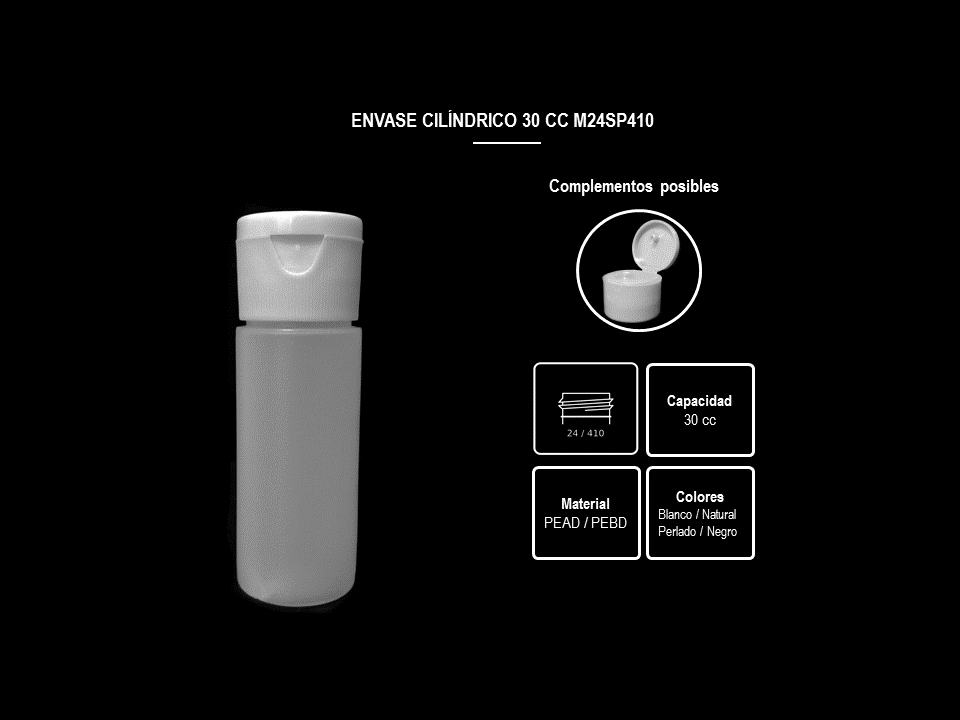 ENVASE CILÍNDRICO 30 CC M24SP410
Complementos posibles
24 / 410
Capacidad
30 cc
Material
PEAD / PEBD
Colores
Blanco / Natural
Perlado / Negro